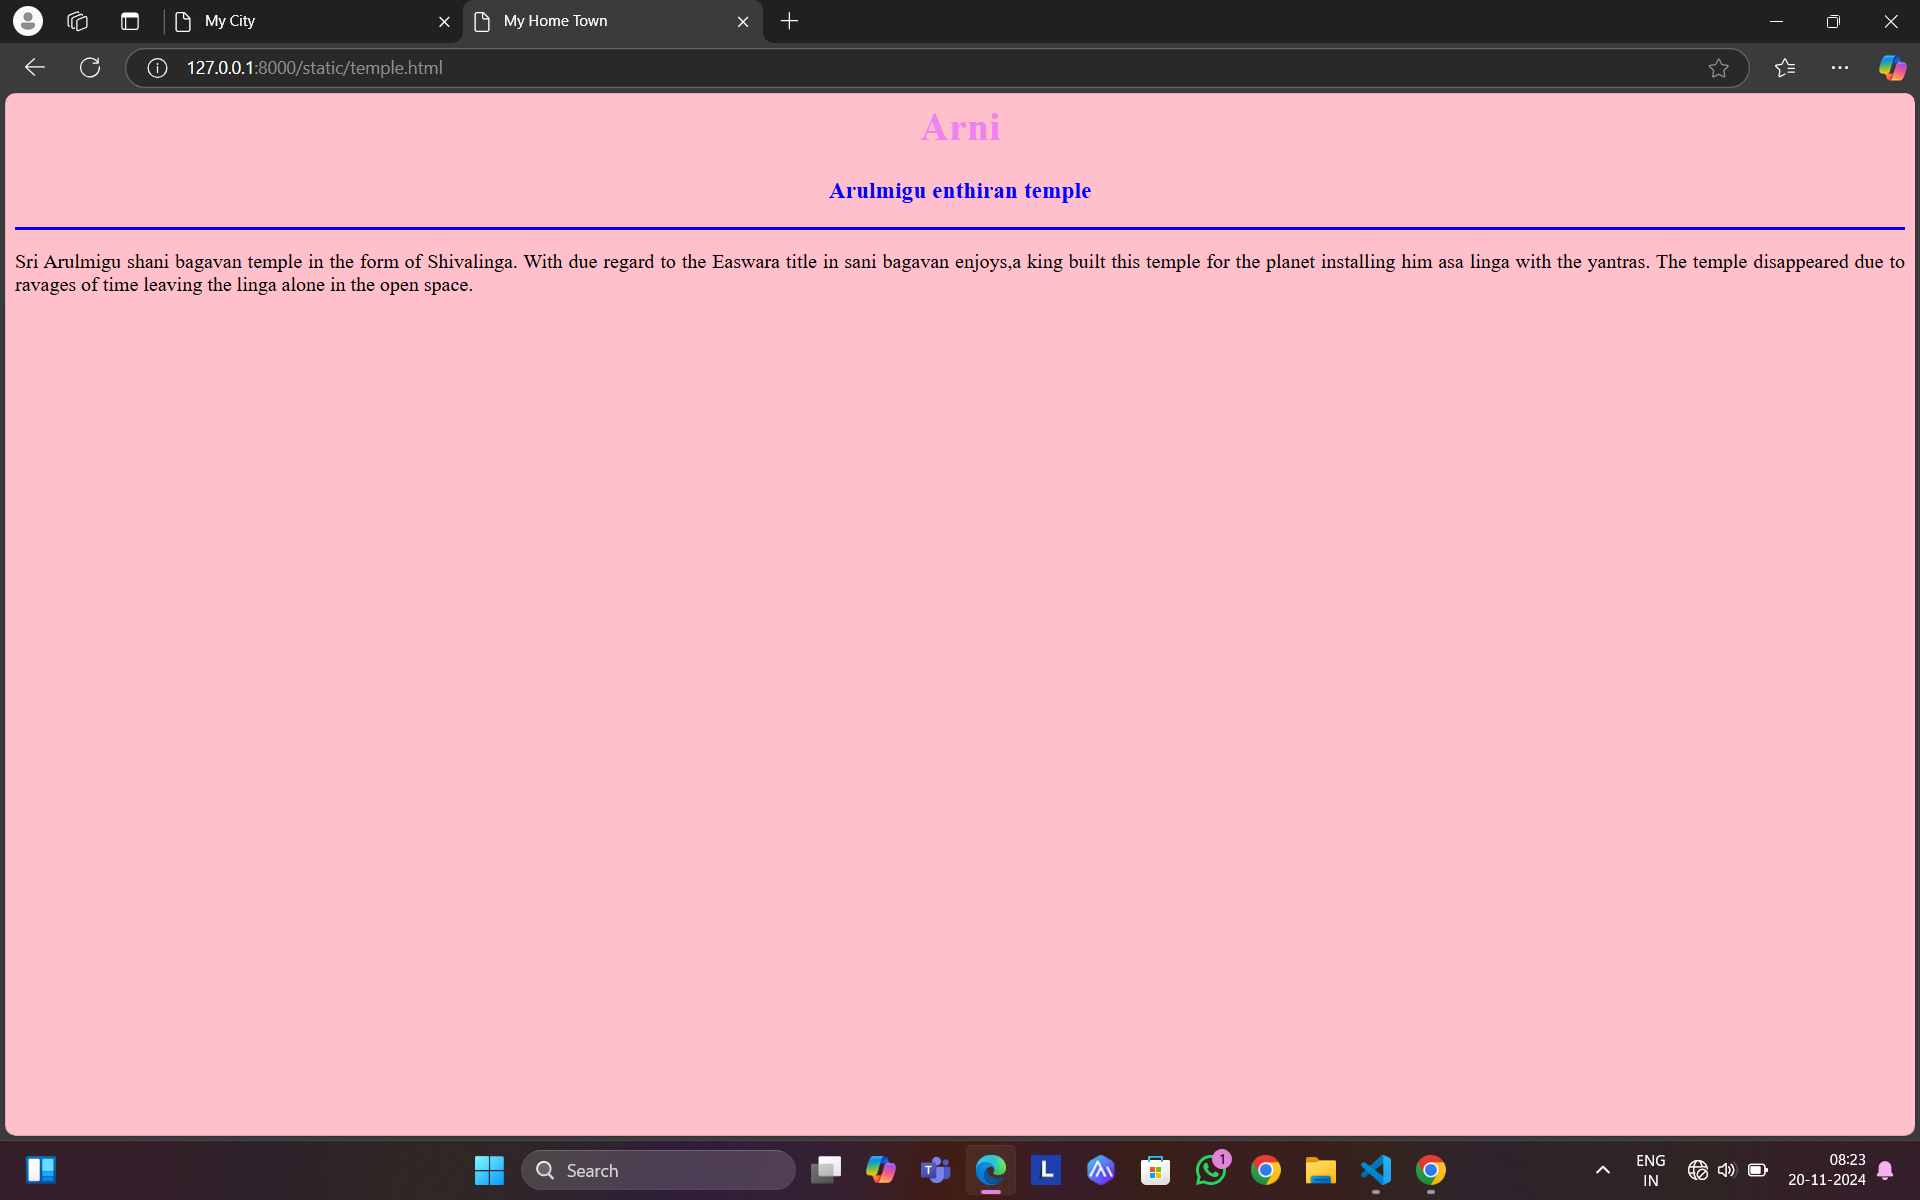 My City
My Home Town
127.0.0.1:8000/static/temple.html
Arni
Arulmigu enthiran temple
Sri Arulmigu shani bagavan temple in the form of Shivalinga. With due regard to the Easwara title in sani bagavan enjoys,a king built this temple for the planet installing him asa linga with the yantras. The temple disappeared due to
ravages of time leaving the linga alone in the open space.
Search
T
L
1
ENG
IN
08:23
20-11-2024